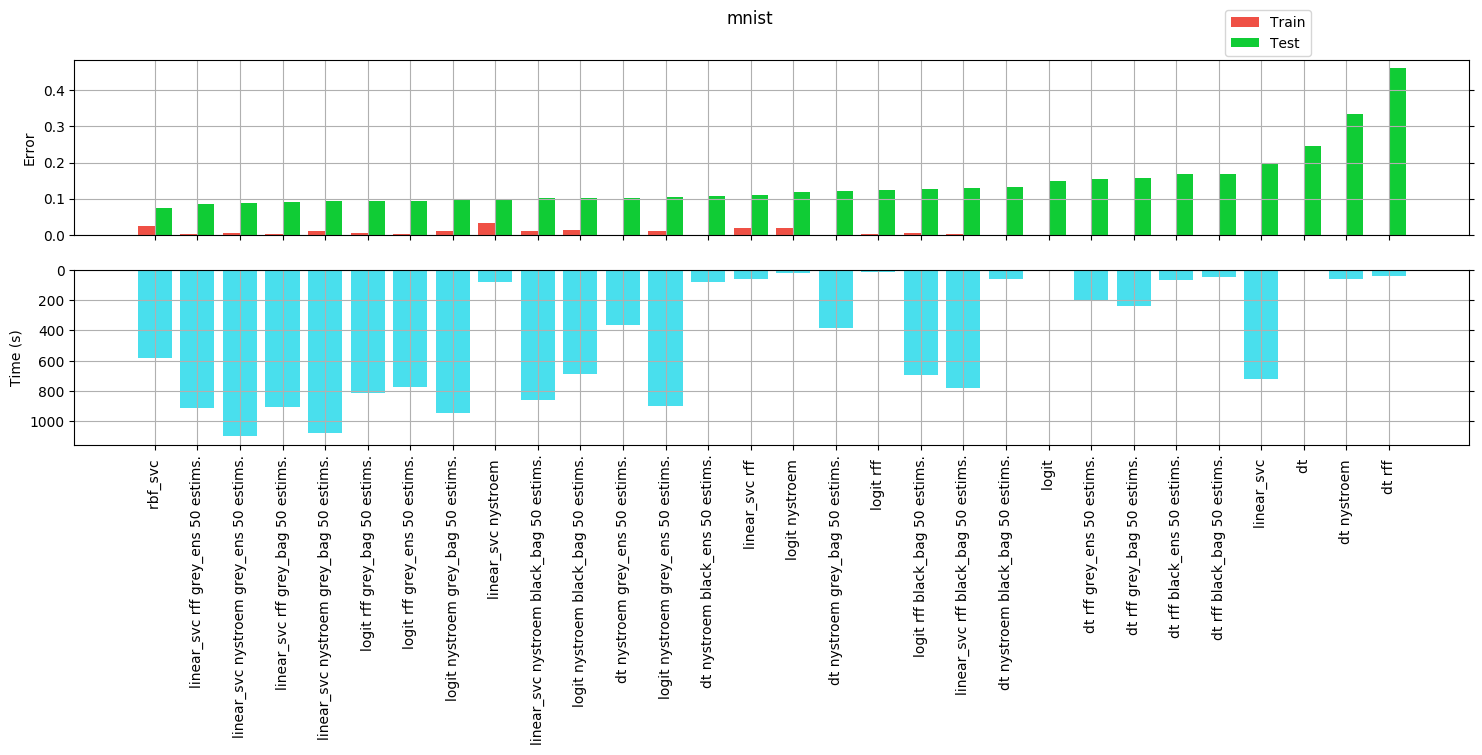 mnist
Train
Test
Error
0.4
0.3
0.2
0.1
0.0
Time (s)
0
200
400
600
800
1000
rbf_svc
linear_svc rff grey_ens 50 estims.
linear_svc nystroem grey_ens 50 estims.
linear_svc rff grey_bag 50 estims.
linear_svc nystroem grey_bag 50 estims.
logit rff grey_bag 50 estims.
logit rff grey_ens 50 estims.
logit nystroem grey_bag 50 estims.
linear_svc nystroem
linear_svc nystroem black_bag 50 estims.
logit nystroem black_bag 50 estims.
dt nystroem grey_ens 50 estims.
logit nystroem grey_ens 50 estims.
dt nystroem black_ens 50 estims.
linear_svc rff
logit nystroem
dt nystroem grey_bag 50 estims.
logit rff
logit rff black_bag 50 estims.
linear_svc rff black_bag 50 estims.
dt nystroem black_bag 50 estims.
logit
dt rff grey_ens 50 estims.
dt rff grey_bag 50 estims.
dt rff black_ens 50 estims.
dt rff black_bag 50 estims.
linear_svc
dt
dt nystroem
dt rff